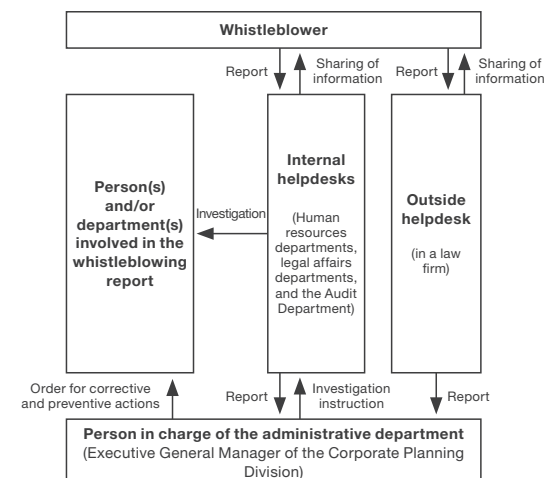 Whistleblower
Report
Sharing of
information
Report
Sharing of
information
Person(s)
and/or
department(s)
involved in the
whistleblowing
report
Investigation
Internal
helpdesks
(Human
resources
departments,
legal affairs
departments,
and the Audit
Department)
Outside
helpdesk
(in a law
firm)
Order for corrective
and preventive actions
Report
Investigation
instruction
Report
Person in charge of the administrative department
(Executive General Manager of the Corporate Planning
Division)